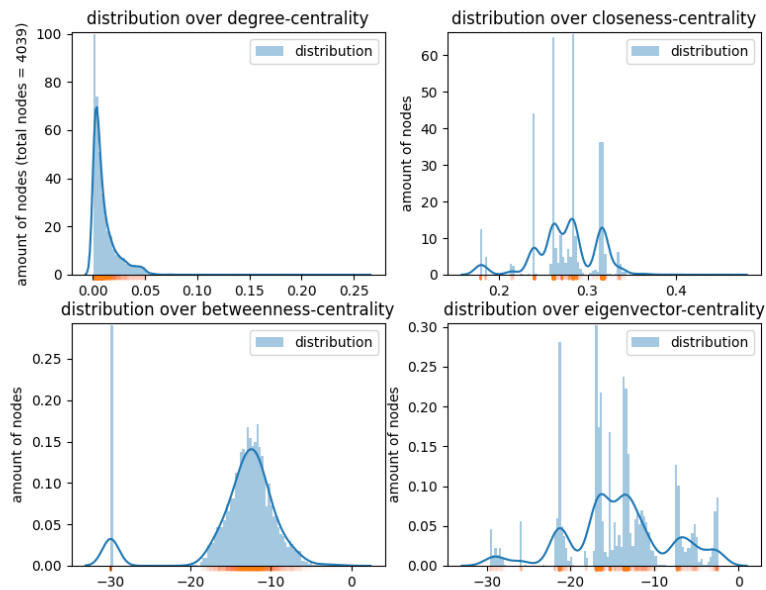 distribution over degree-centrality
amount of nodes (total nodes = 4039)
100
80
60
40
20
0
0.00 0.05 0.10 0.15 0.20 0.25
distribution
distribution over closeness-centrality
amount of nodes
60
50
40
30
20
10
0
0.2 0.3 0.4
distribution
distribution over betweenness-centrality
amount of nodes
0.25
0.20
0.15
0.10
0.05
0.00
−30 −20 −10 0
distribution
distribution over eigenvector-centrality
amount of nodes
0.30
0.25
0.20
0.15
0.10
0.05
0.00
−30 −20 −10 0
distribution